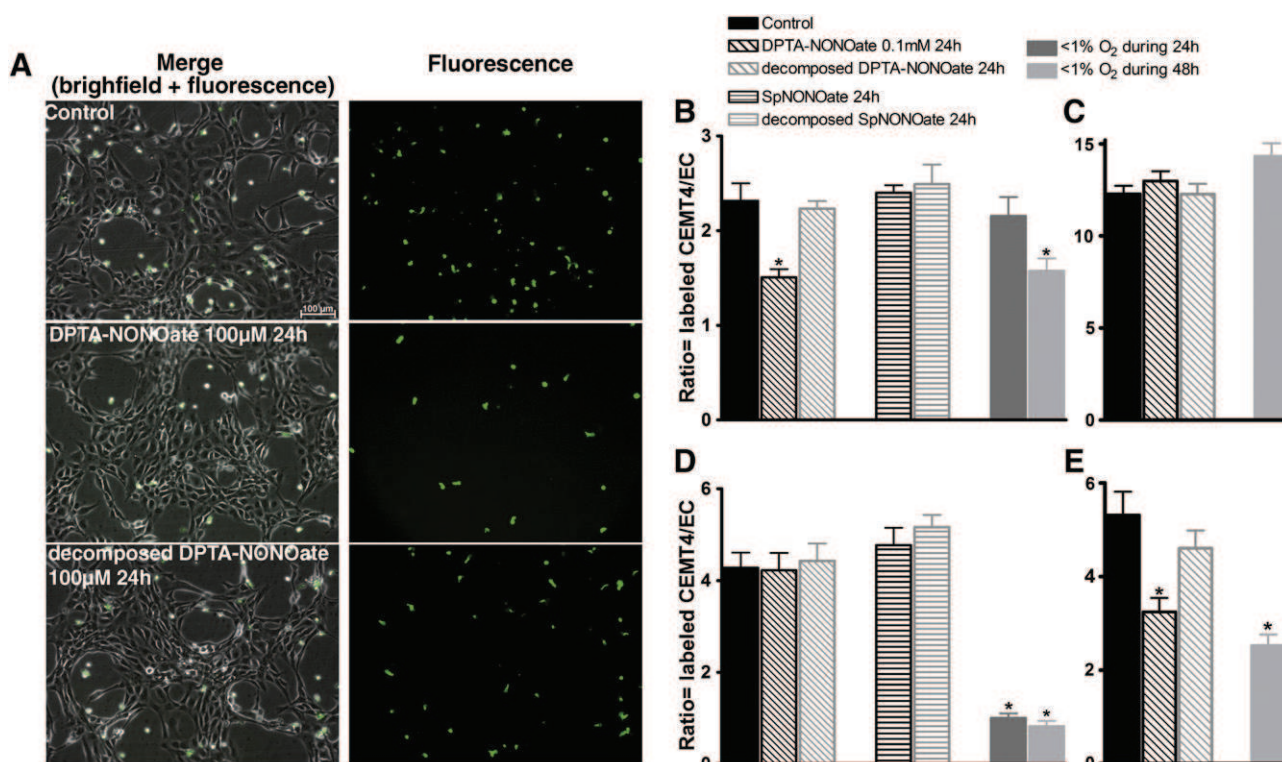 A
Merge
(brighfield + fluorescence)
Fluorescence
Control
100 µm
DPTA-NONOate 100µM 24h
decomposed DPTA-NONOate
100µM 24h
Control
DPTA-NONOate 0.1mM 24h
decomposed DPTA-NONOate 24h
SpNONOate 24h
decomposed SpNONOate 24h
<1% O₂ during 24h
<1% O₂ during 48h
B
Ratio= labeled CEMT4/EC
3
2
1
0
*
*
C
15
10
5
0
D
Ratio= labeled CEMT4/EC
6
4
2
0
*
*
E
6
4
2
0
*
*